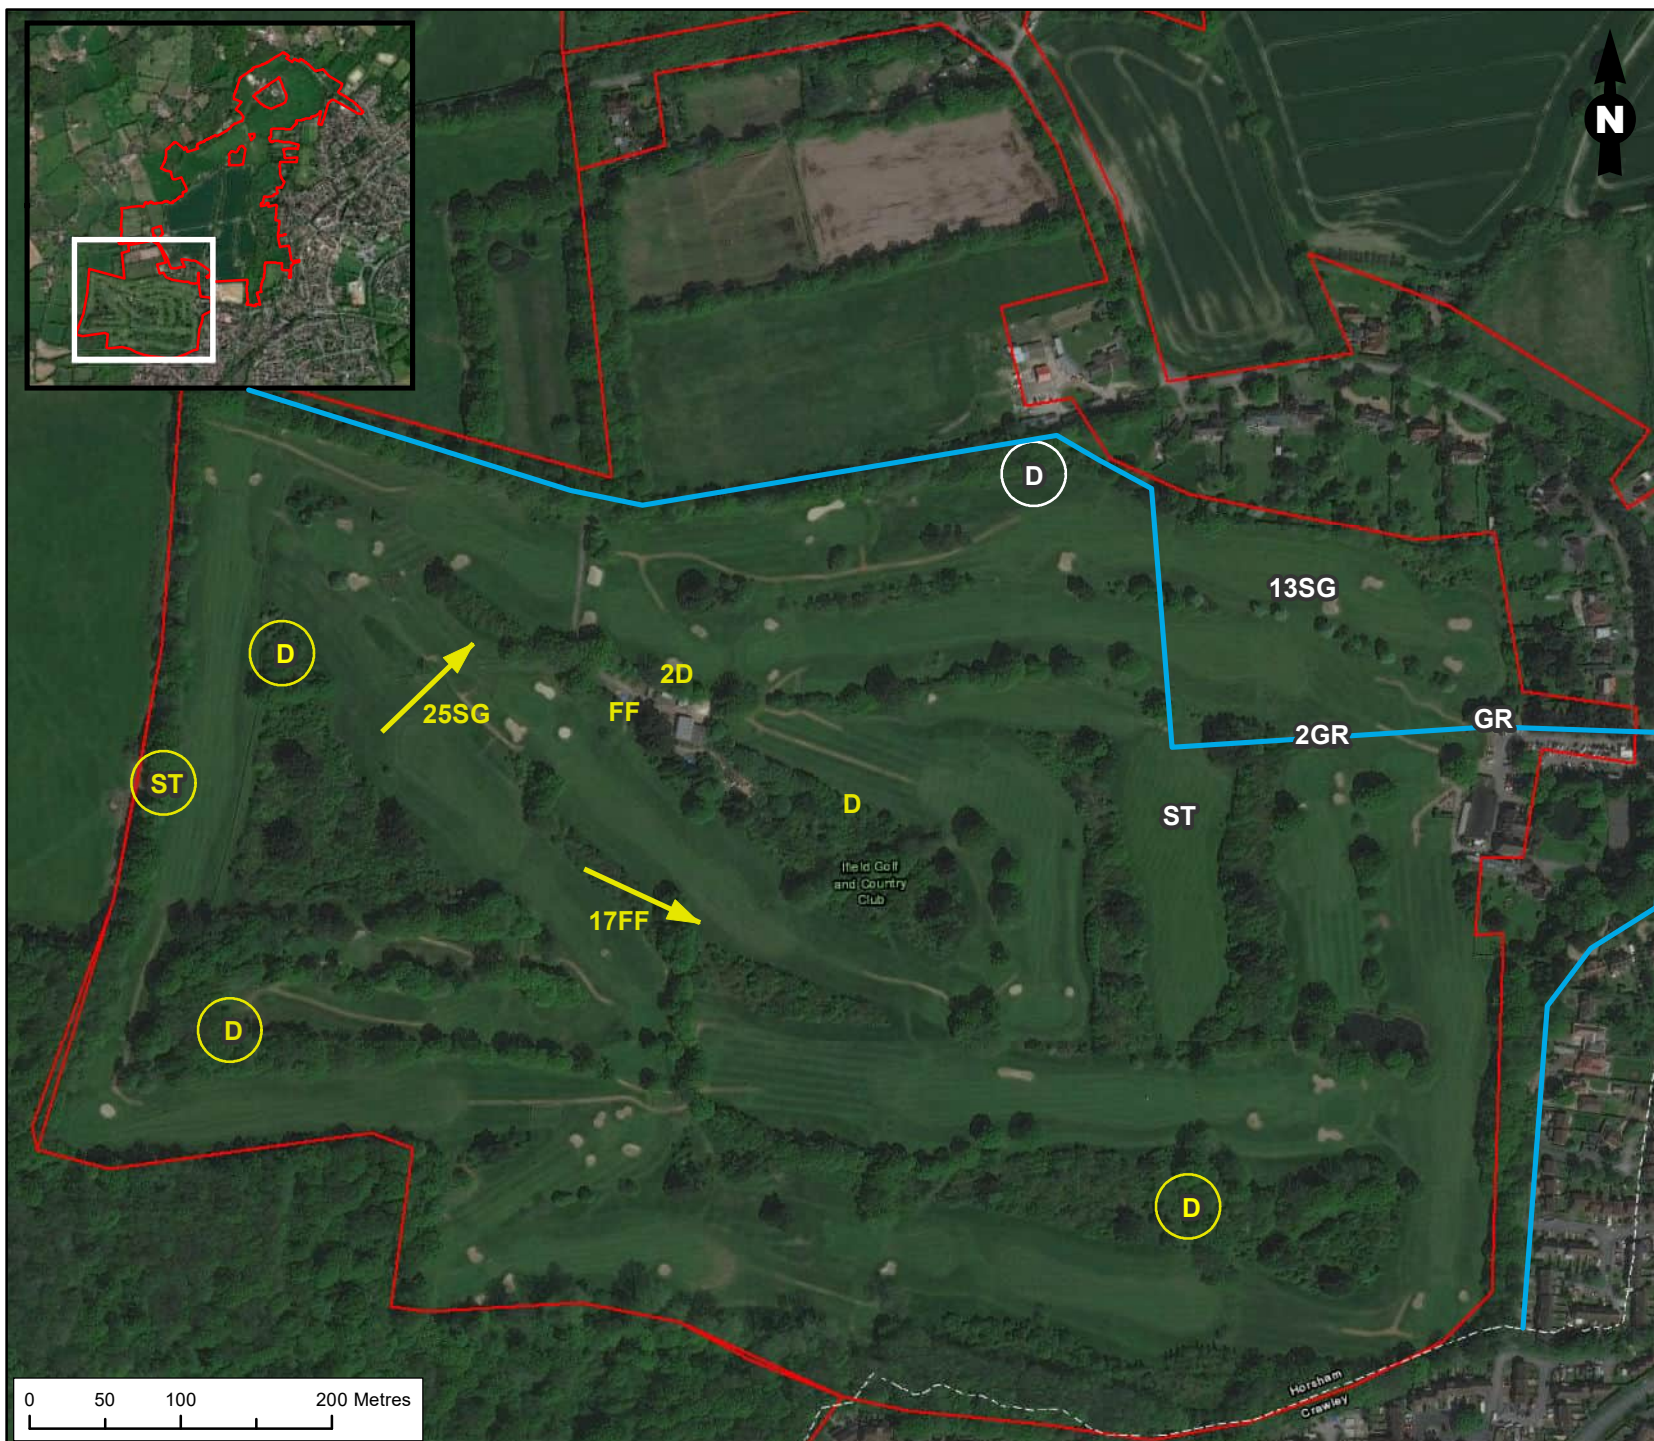 N
D
13SG
D
2D
25SG
FF
GR
2GR
ST
D
ST
Ifield Golf
and Country
Club
17FF
D
D
Horsham
Crawley
0 50 100 200 Metres